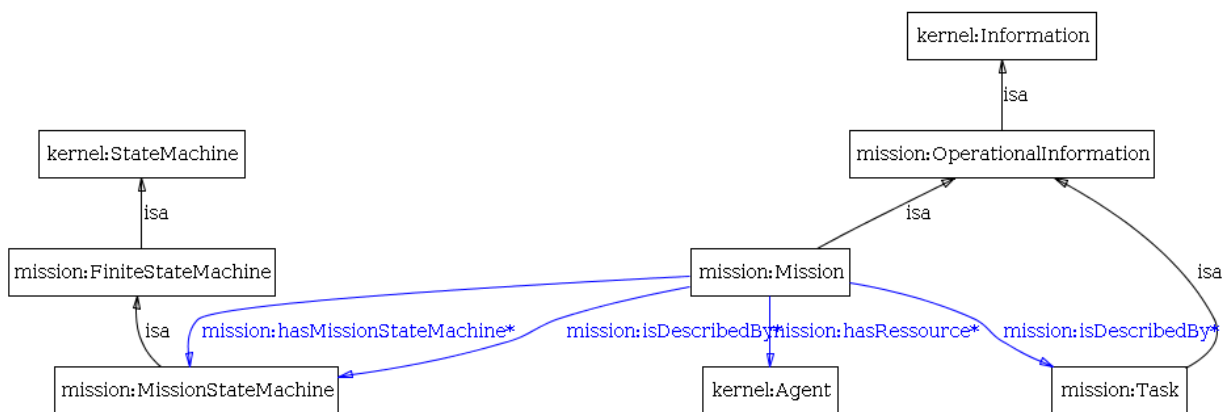 kernel:Information
isa
kernel:StateMachine
mission:OperationalInformation
isa
isa
isa
mission:FiniteStateMachine
mission:Mission
isa
mission:hasMissionStateMachine*
mission:isDescribedBy*
ission:hasRessource*
mission:isDescribedBy*
mission:MissionStateMachine
kernel:Agent
mission:Task